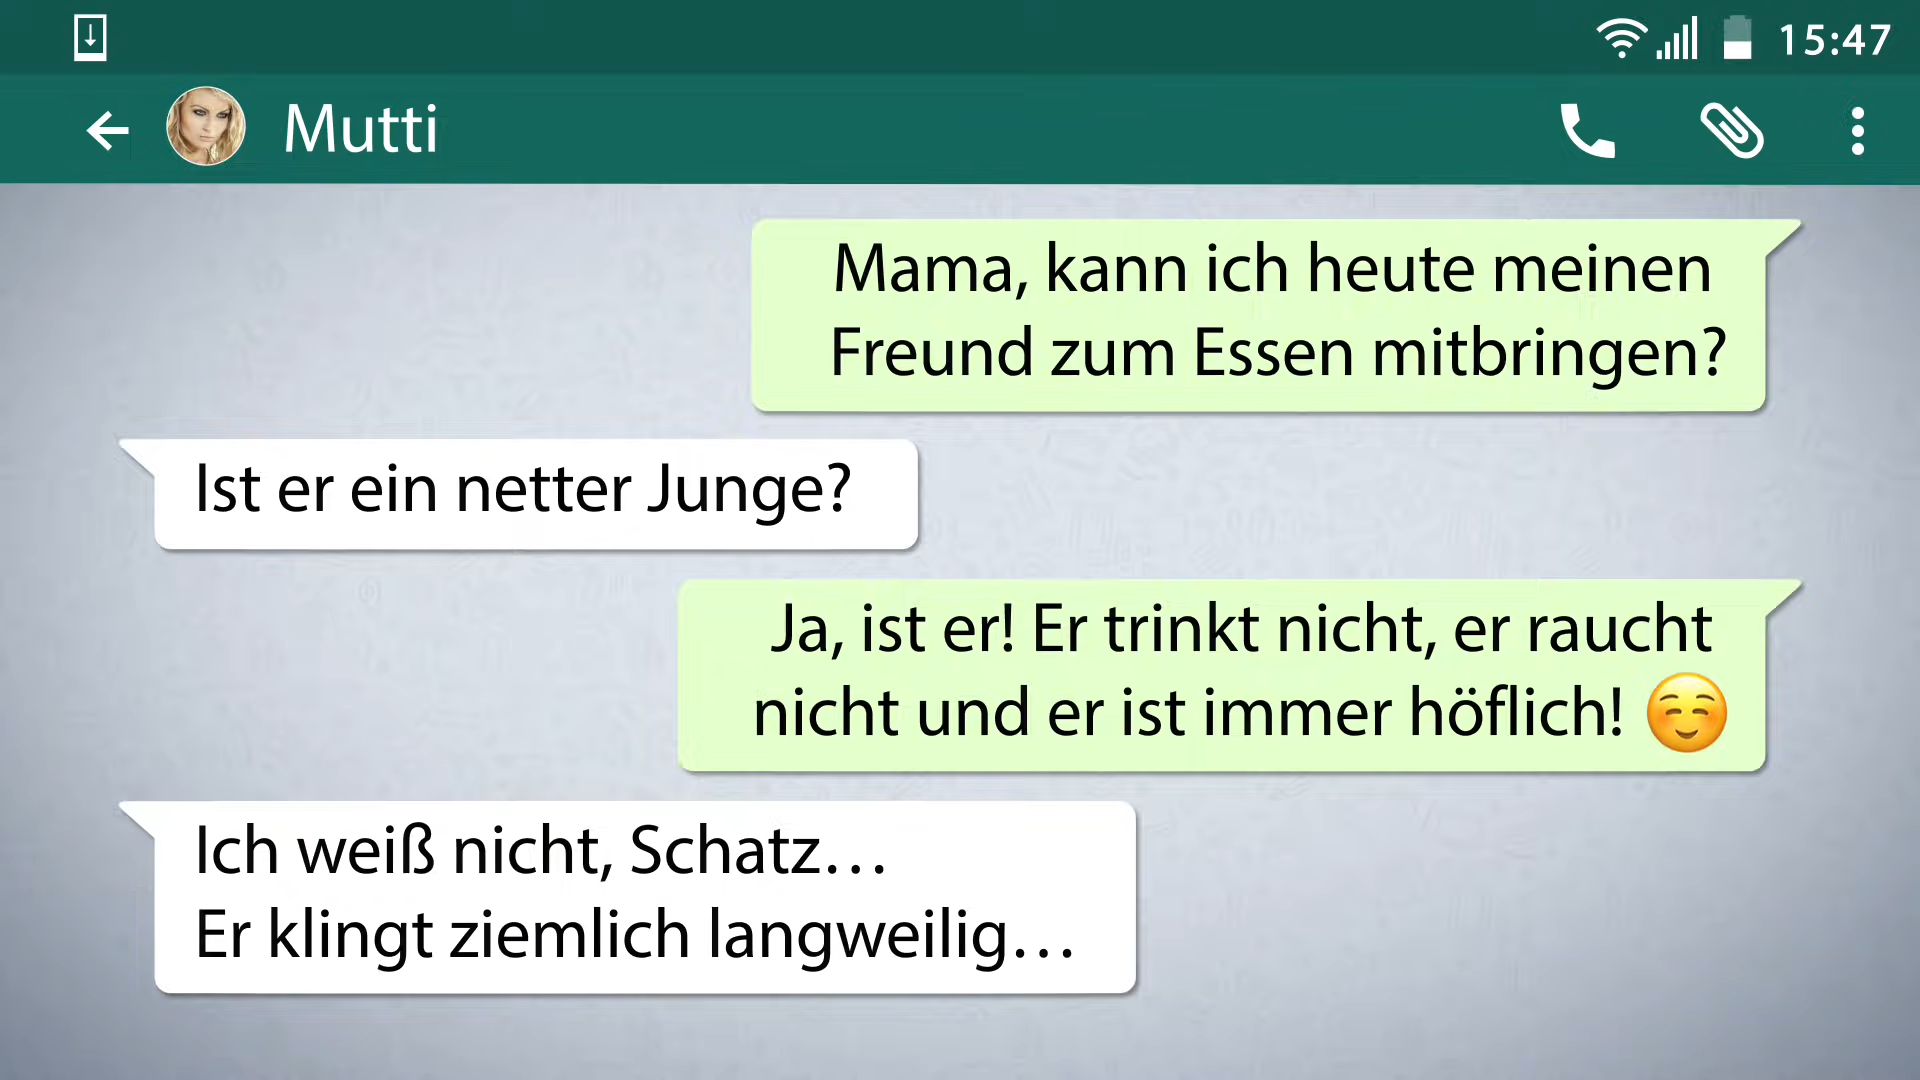 15:47
Mutti
Mama, kann ich heute meinen
Freund zum Essen mitbringen?
Ist er ein netter Junge?
Ja, ist er! Er trinkt nicht, er raucht
nicht und er ist immer höflich! ☺️
Ich weiß nicht, Schatz…
Er klingt ziemlich langweilig…